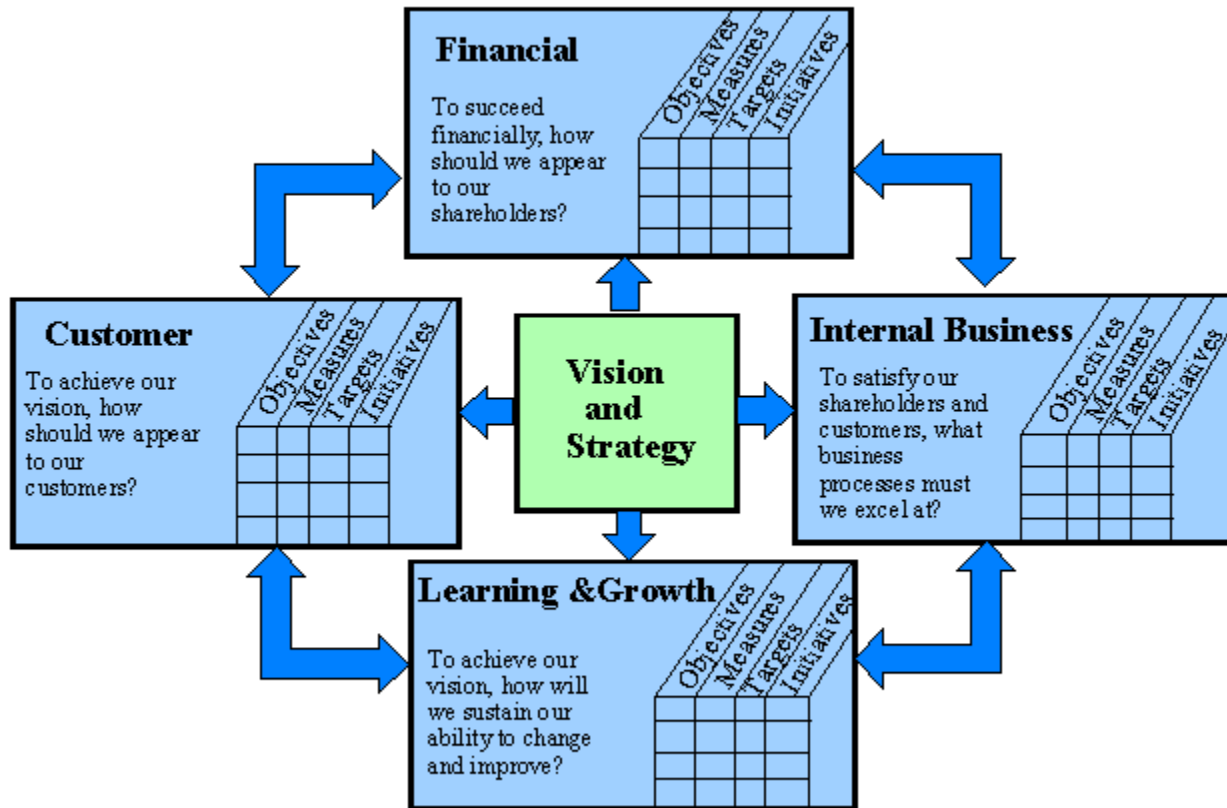 Financial
To succeed
financially, how
should we appear
to our
shareholders?
Objectives
Measures
Targets
Initiatives
Customer
To achieve our
vision, how
should we appear
to our
customers?
Objectives
Measures
Targets
Initiatives
Vision
and
Strategy
Internal Business
To satisfy our
shareholders and
customers, what
business
processes must
we excel at?
Objectives
Measures
Targets
Initiatives
Learning &Growth
To achieve our
vision, how will
we sustain our
ability to change
and improve?
Objectives
Measures
Targets
Initiatives